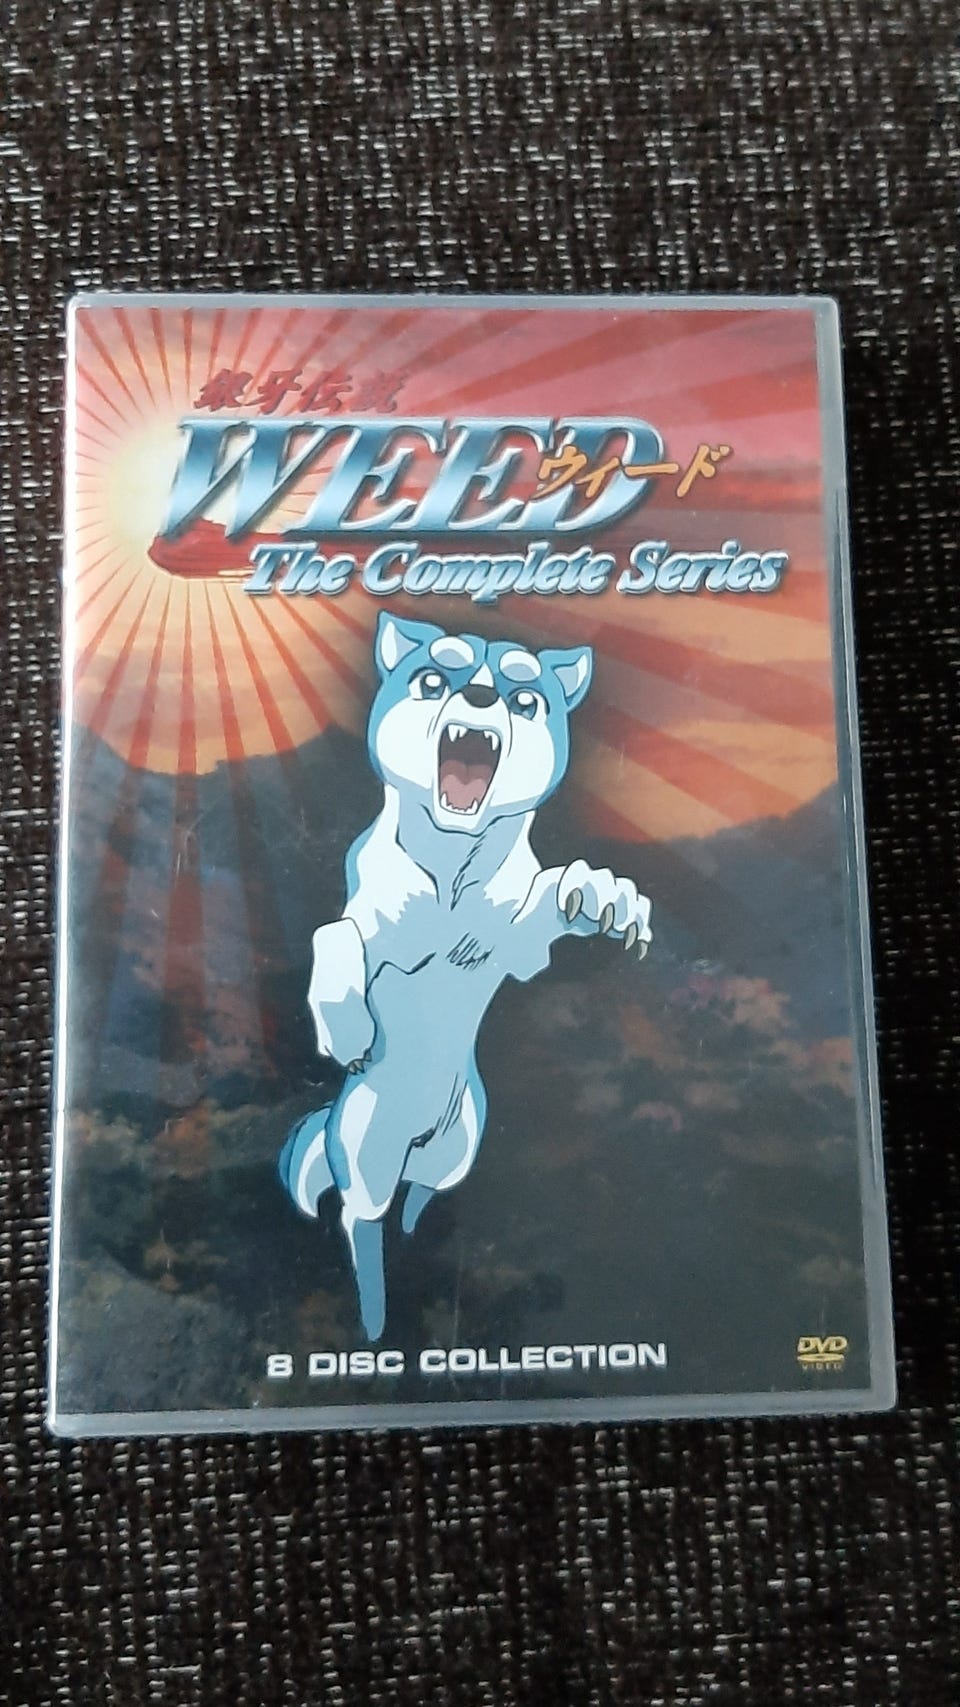 銀牙伝説
WEED
ウィード
The Complete Series
8 DISC COLLECTION
DVD
VIDEO